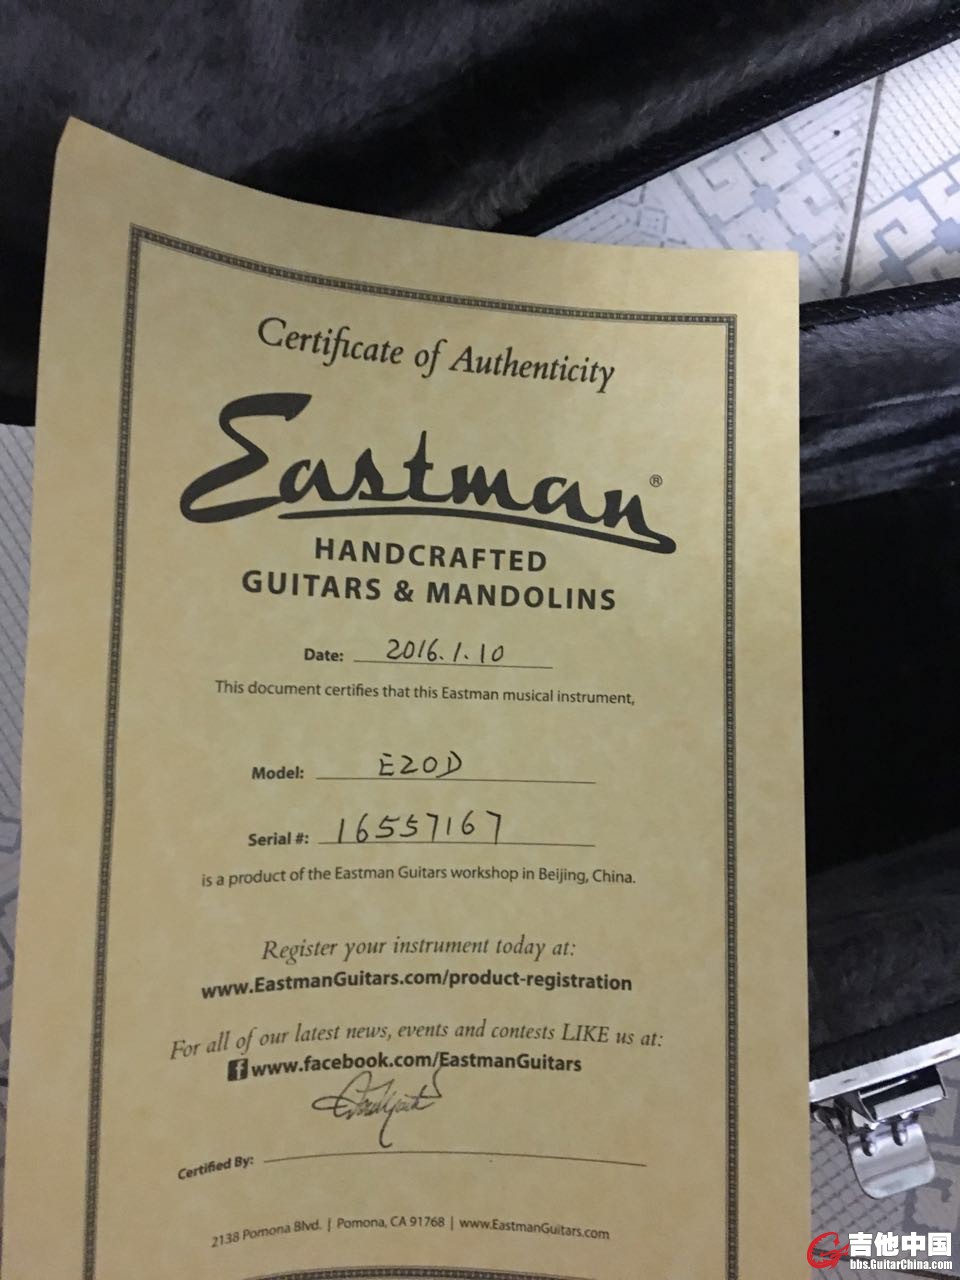 Certificate of Authenticity
Eastman®
HANDCRAFTED
GUITARS & MANDOLINS
Date: 2016.1.10
This document certifies that this Eastman musical instrument,
Model: E20D
Serial #: 16557167
is a product of the Eastman Guitars workshop in Beijing, China.
Register your instrument today at:
www.EastmanGuitars.com/product-registration
For all of our latest news, events and contests LIKE us at:
f www.facebook.com/EastmanGuitars
Certified By:
2138 Pomona Blvd. | Pomona, CA 91768 | www.EastmanGuitars.com
吉他中国
bbs.GuitarChina.com